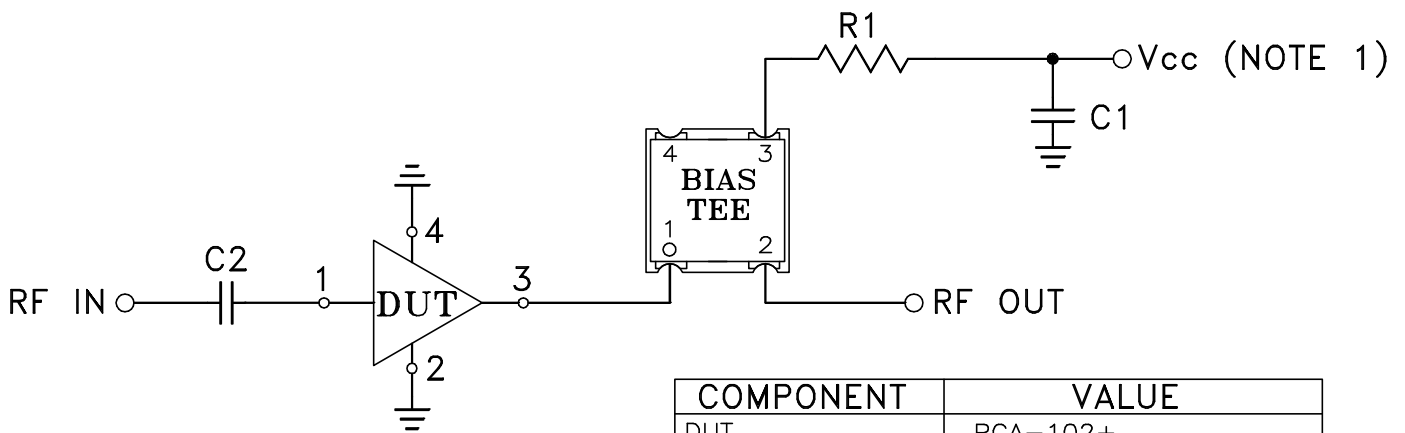 R1
Vcc (NOTE 1)
C1
4 3
BIAS
TEE
1 2
4
C2
1
3
RF IN
DUT
RF OUT
2
COMPONENT VALUE
DUT